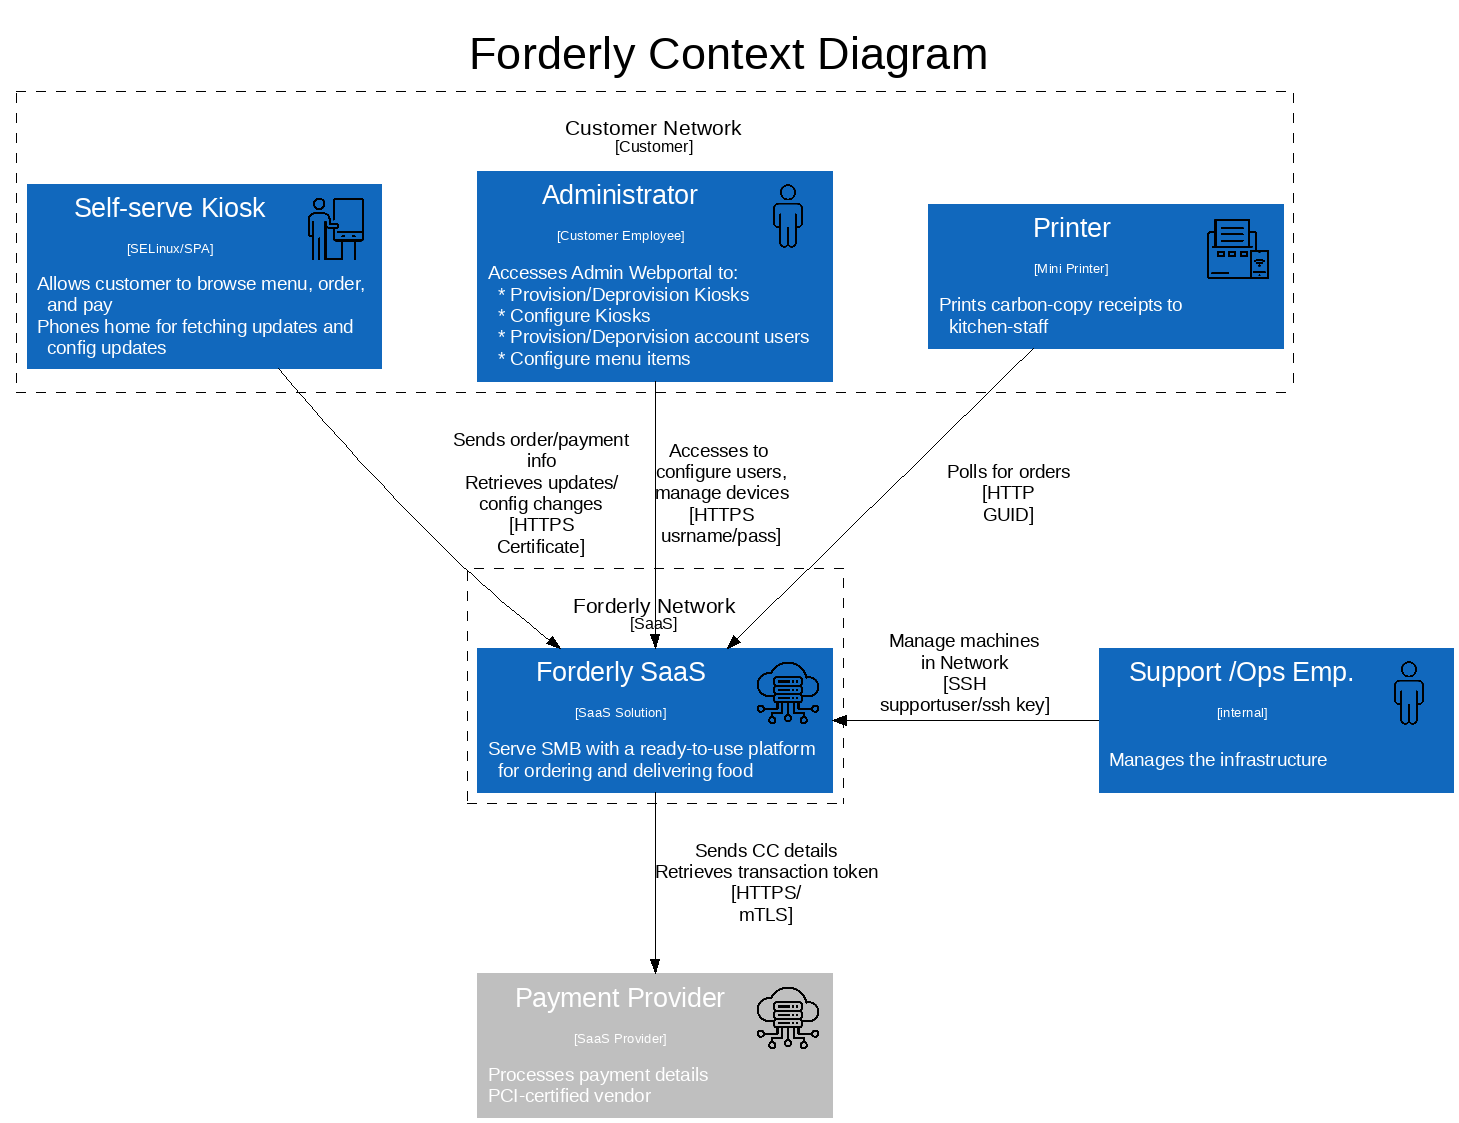 Forderly Context Diagram
Customer Network
[Customer]
Self-serve Kiosk
[SELinux/SPA]
Allows customer to browse menu, order,
and pay
Phones home for fetching updates and
config updates
Administrator
[Customer Employee]
Accesses Admin Webportal to:
* Provision/Deprovision Kiosks
* Configure Kiosks
* Provision/Deporvision account users
* Configure menu items
Printer
[Mini Printer]
Prints carbon-copy receipts to
kitchen-staff
Sends order/payment
info
Retrieves updates/
config changes
[HTTPS
Certificate]
Accesses to
configure users,
manage devices
[HTTPS
usrname/pass]
Polls for orders
[HTTP
GUID]
Forderly Network
[SaaS]
Forderly SaaS
[SaaS Solution]
Serve SMB with a ready-to-use platform
for ordering and delivering food
Manage machines
in Network
[SSH
supportuser/ssh key]
Support /Ops Emp.
[internal]
Manages the infrastructure
Sends CC details
Retrieves transaction token
[HTTPS/
mTLS]
Payment Provider
[SaaS Provider]
Processes payment details
PCI-certified vendor